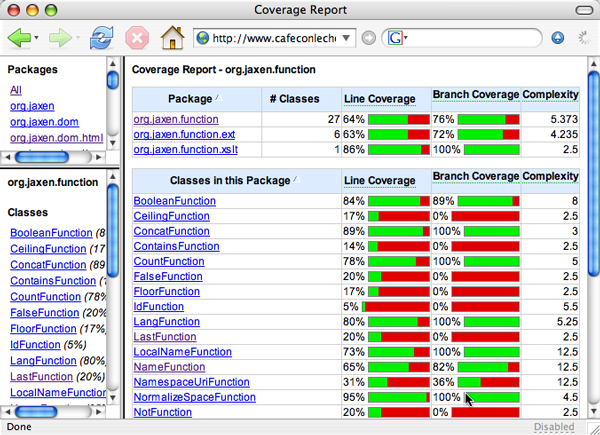 Coverage Report
http://www.cafeconleche
G
Packages
All
org.jaxen
org.jaxen.dom
org.jaxen.dom.html
org.jaxen.function
Classes
BooleanFunction (8
CeilingFunction (17
ConcatFunction (89
ContainsFunction (1
CountFunction (78%
FalseFunction (20%
FloorFunction (17%,
IdFunction (5%)
LangFunction (80%,
LastFunction (20%)
LocalNameFunction
Coverage Report - org.jaxen.function
Package # Classes Line Coverage Branch Coverage Complexity
org.jaxen.function 27 64% 76% 5.373
org.jaxen.function.ext 6 63% 72% 4.235
org.jaxen.function.xslt 1 86% 100% 2.5
Classes in this Package Line Coverage Branch Coverage Complexity
BooleanFunction 84% 89% 8
CeilingFunction 17% 0% 2.5
ConcatFunction 89% 100% 3
ContainsFunction 14% 0% 2.5
CountFunction 78% 100% 5
FalseFunction 20% 0% 2.5
FloorFunction 17% 0% 2.5
IdFunction 5% 0% 5.5
LangFunction 80% 100% 5.25
LastFunction 20% 0% 2.5
LocalNameFunction 73% 100% 12.5
NameFunction 65% 82% 12.5
NamespaceUriFunction 31% 36% 12.5
NormalizeSpaceFunction 95% 100% 4.5
NotFunction 20% 0% 2.5
Done Disabled